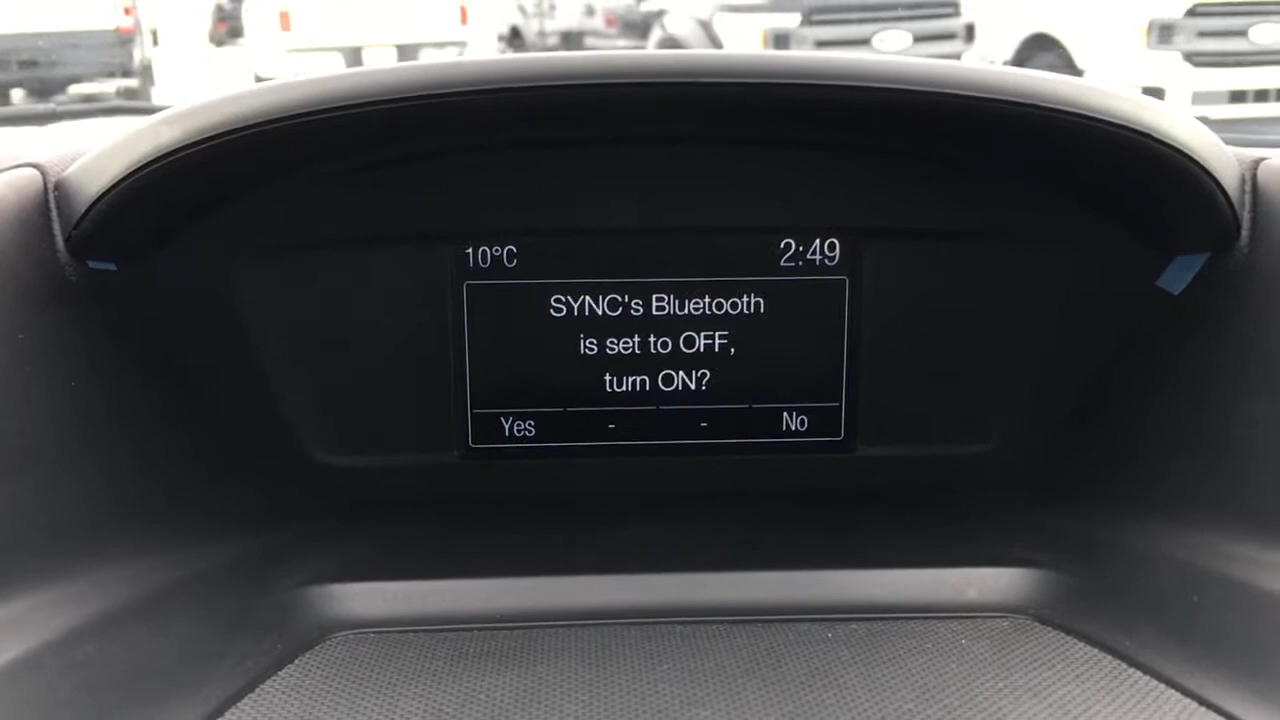 10°C 2:49
SYNC's Bluetooth
is set to OFF,
turn ON?
Yes - - No